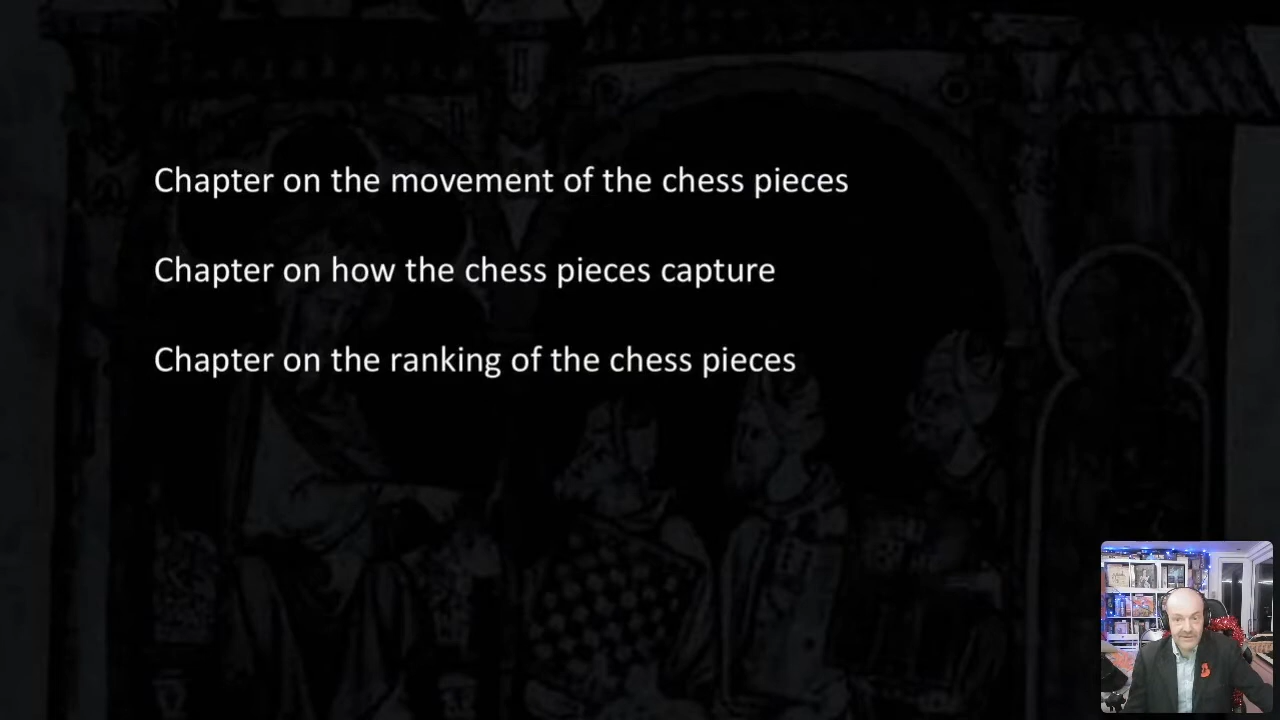 Chapter on the movement of the chess pieces
Chapter on how the chess pieces capture
Chapter on the ranking of the chess pieces